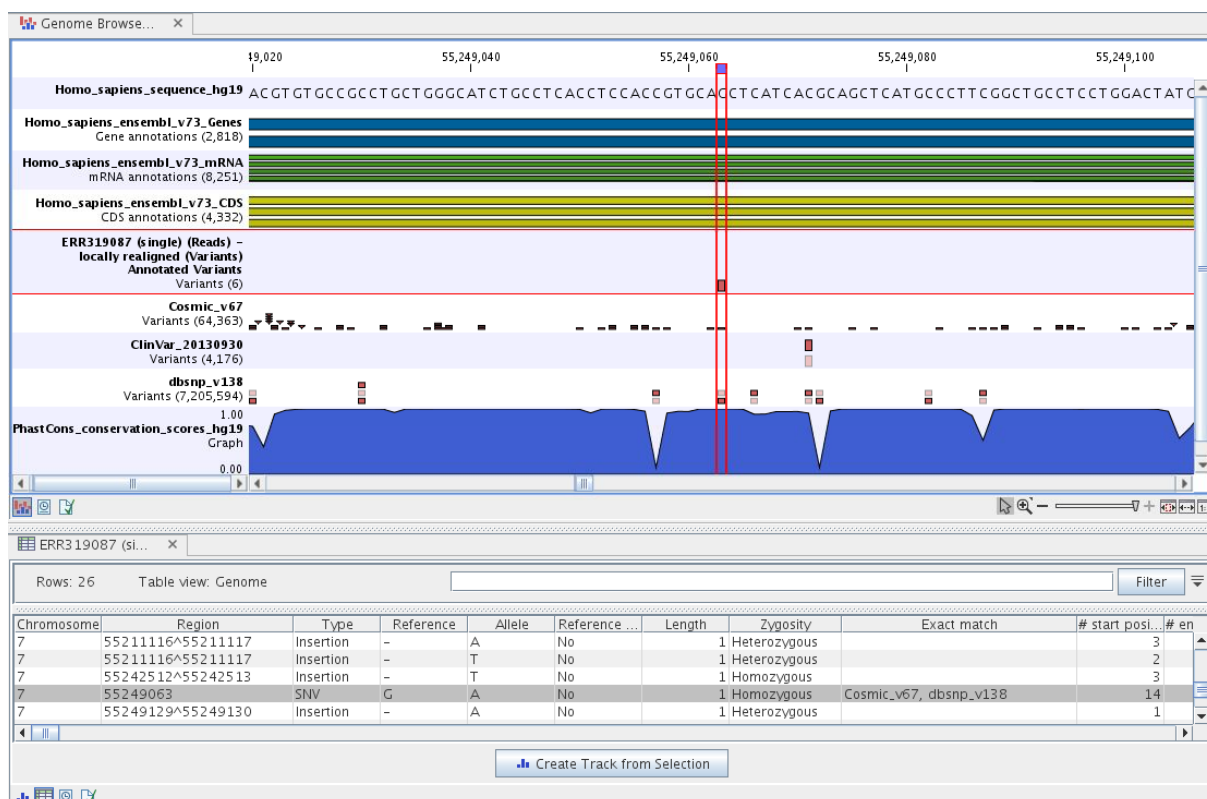 Genome Browse... ×
49,020 55,249,040 55,249,060 55,249,080 55,249,100
Homo_sapiens_sequence_hg19 ACGTGTGCCGCCTGCTGGGCATCTGCCTCACCTCCACCGTGCAGCTCATCACGCAGCTCATGCCCTTCGGCTGCCTCCTGGACTATC
Homo_sapiens_ensembl_v73_Genes
Gene annotations (2,818)
Homo_sapiens_ensembl_v73_mRNA
mRNA annotations (8,251)
Homo_sapiens_ensembl_v73_CDS
CDS annotations (4,332)
ERR319087 (single) (Reads) –
locally realigned (Variants)
Annotated Variants
Variants (6)
Cosmic_v67
Variants (64,363)
ClinVar_20130930
Variants (4,176)
dbsnp_v138
Variants (7,205,594)
1.00
PhastCons_conservation_scores_hg19
Graph
0.00
ERR319087 (si... ×
Rows: 26 Table view: Genome Filter
Chromosome Region Type Reference Allele Reference ... Length Zygosity Exact match # start posi... # en
7 55211116^55211117 Insertion – A No 1 Heterozygous 3
7 55211116^55211117 Insertion – T No 1 Heterozygous 2
7 55242512^55242513 Insertion – T No 1 Homozygous 3
7 55249063 SNV G A No 1 Homozygous Cosmic_v67, dbsnp_v138 14
7 55249129^55249130 Insertion – A No 1 Heterozygous 1
Create Track from Selection